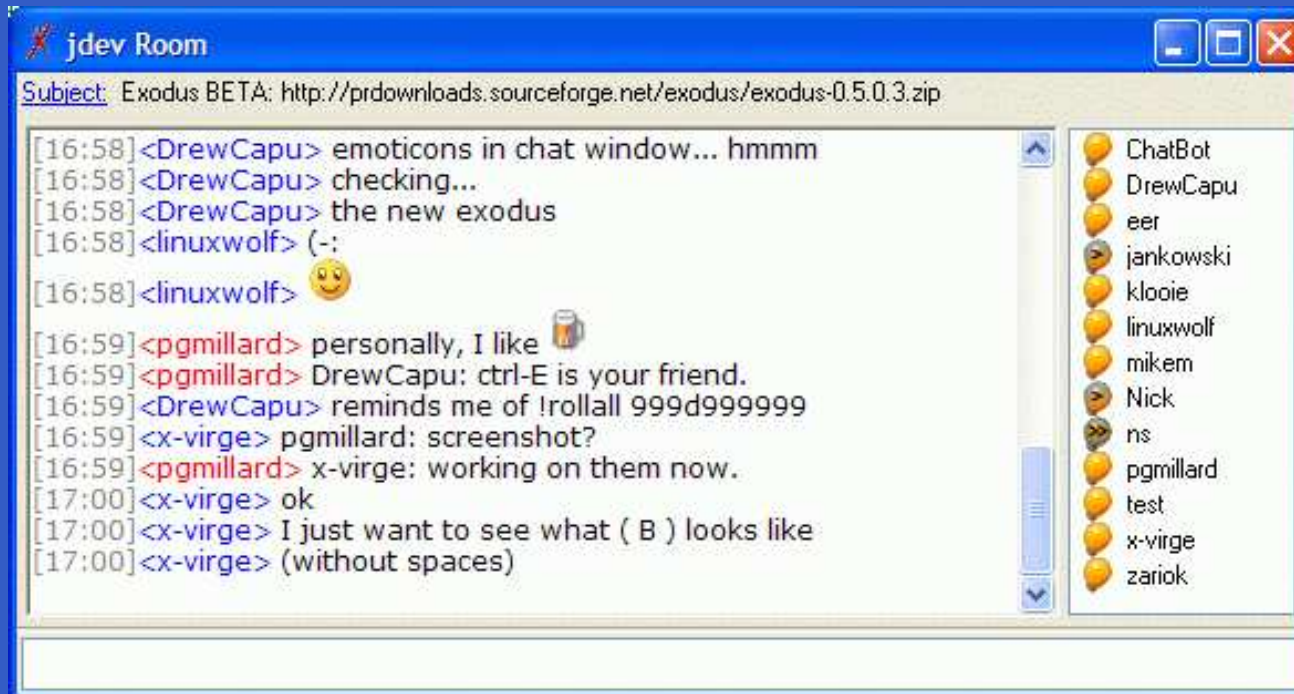 jdev Room
Subject: Exodus BETA: http://prdownloads.sourceforge.net/exodus/exodus-0.5.0.3.zip
[16:58]<DrewCapu> emoticons in chat window... hmmm
[16:58]<DrewCapu> checking...
[16:58]<DrewCapu> the new exodus
[16:58]<linuxwolf> (-:
[16:58]<linuxwolf>
[16:59]<pgmillard> personally, I like
[16:59]<pgmillard> DrewCapu: ctrl-E is your friend.
[16:59]<DrewCapu> reminds me of !rollall 999d999999
[16:59]<x-virge> pgmillard: screenshot?
[16:59]<pgmillard> x-virge: working on them now.
[17:00]<x-virge> ok
[17:00]<x-virge> I just want to see what ( B ) looks like
[17:00]<x-virge> (without spaces)
ChatBot
DrewCapu
eer
jankowski
klooie
linuxwolf
mikem
Nick
ns
pgmillard
test
x-virge
zariok